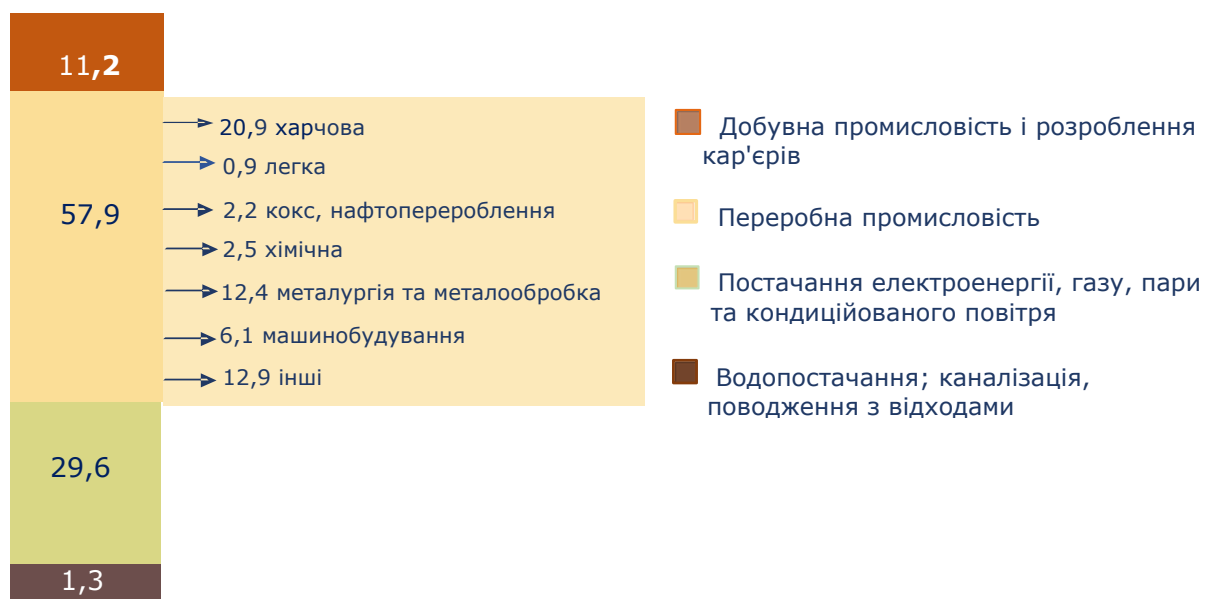 11,2
57,9
29,6
1,3
20,9 харчова
0,9 легка
2,2 кокс, нафтоперероблення
2,5 хімічна
12,4 металургія та металообробка
6,1 машинобудування
12,9 інші
Добувна промисловість і розроблення
кар'єрів
Переробна промисловість
Постачання електроенергії, газу, пари
та кондиційованого повітря
Водопостачання; каналізація,
поводження з відходами